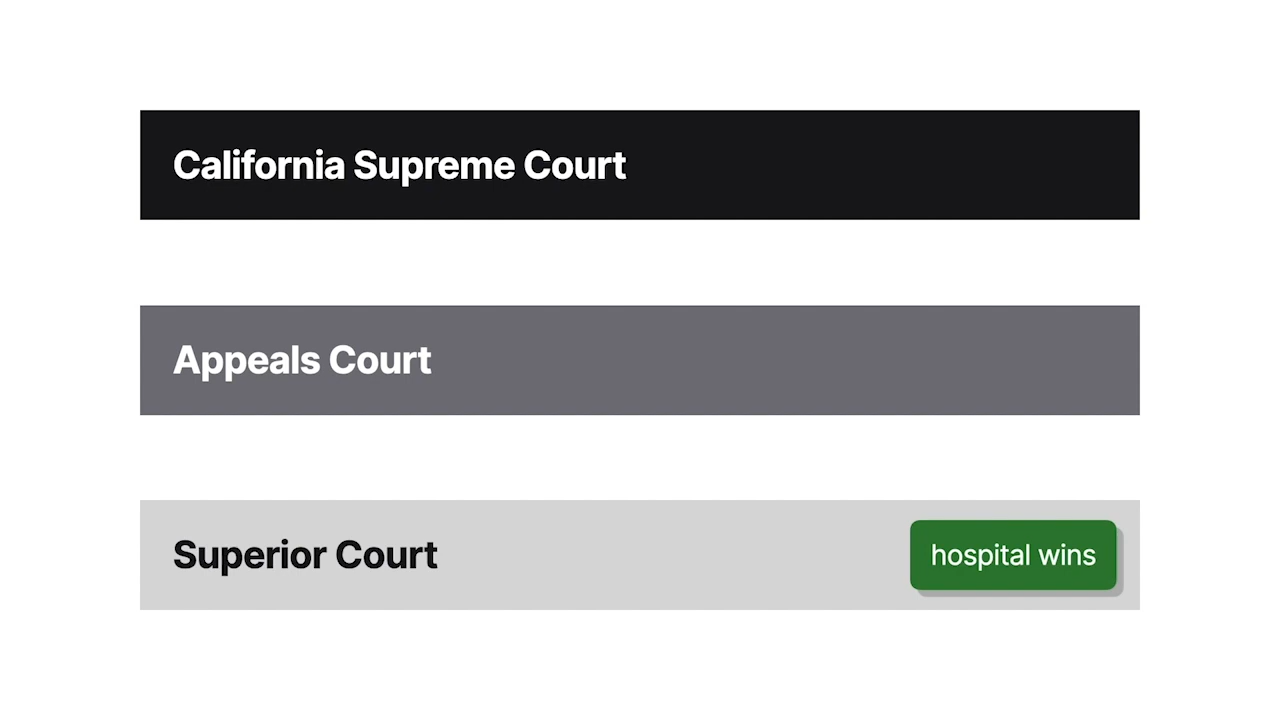 California Supreme Court
Appeals Court
Superior Court
hospital wins